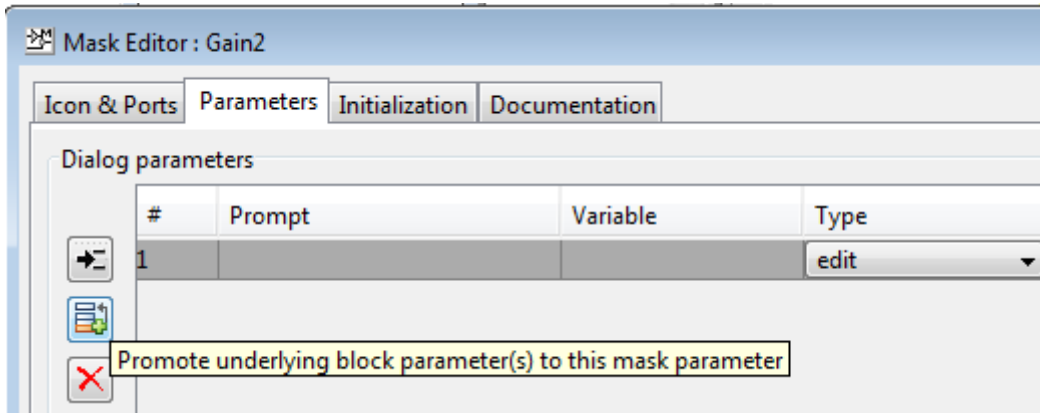 Mask Editor : Gain2
Icon & Ports Parameters Initialization Documentation
Dialog parameters
# Prompt Variable Type
1 edit
Promote underlying block parameter(s) to this mask parameter